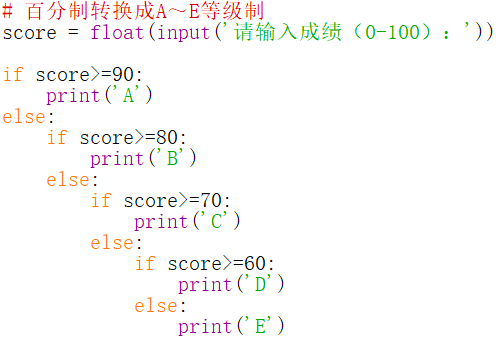 # 百分制转换成A～E等级制
score = float(input('请输入成绩（0-100）：'))
if score>=90:
    print('A')
else:
    if score>=80:
        print('B')
    else:
        if score>=70:
            print('C')
        else:
            if score>=60:
                print('D')
            else:
                print('E')